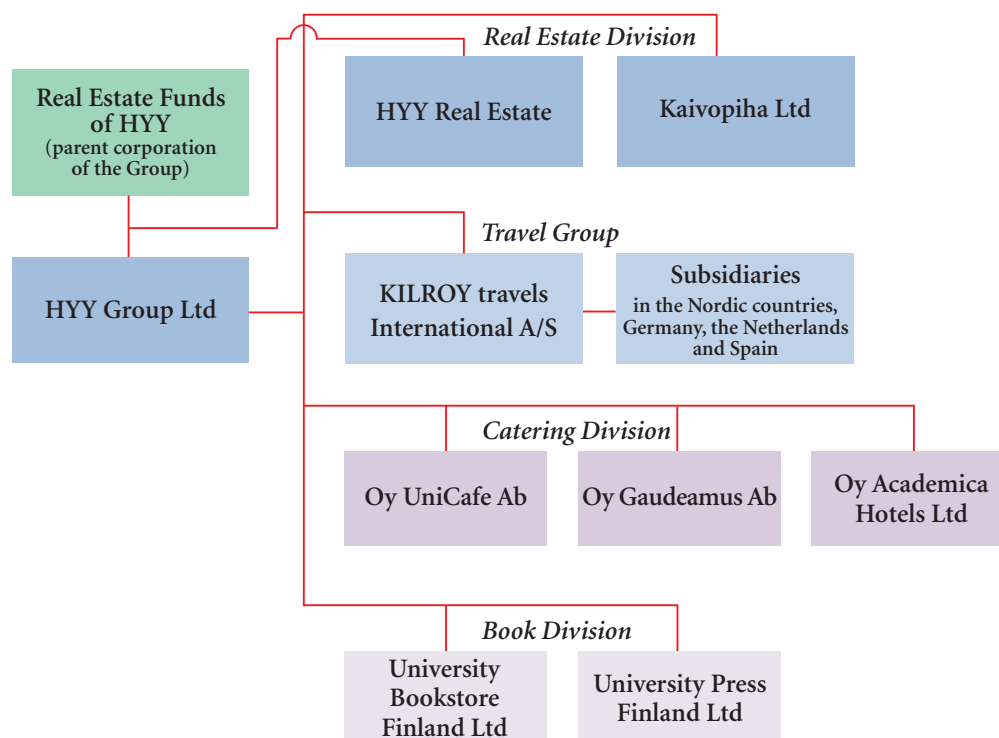 Real Estate Division
Real Estate Funds
of HYY
(parent corporation
of the Group)
HYY Real Estate
Kaivopiha Ltd
Travel Group
HYY Group Ltd
KILROY travels
International A/S
Subsidiaries
in the Nordic countries,
Germany, the Netherlands
and Spain
Catering Division
Oy UniCafe Ab
Oy Gaudeamus Ab
Oy Academica
Hotels Ltd
Book Division
University
Bookstore
Finland Ltd
University Press
Finland Ltd